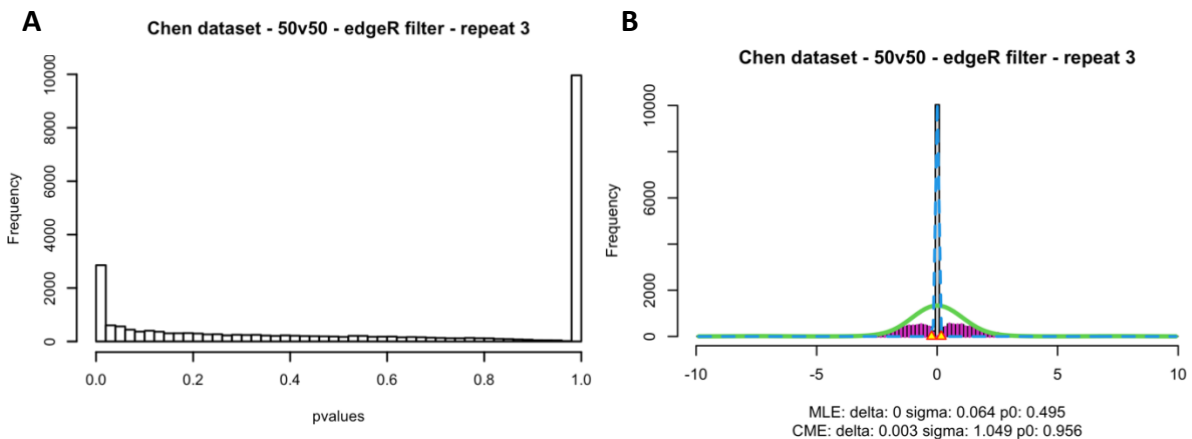 A
Chen dataset - 50v50 - edgeR filter - repeat 3
Frequency
10000
8000
6000
4000
2000
0
0.0
0.2
0.4
0.6
0.8
1.0
pvalues
B
Chen dataset - 50v50 - edgeR filter - repeat 3
Frequency
10000
6000
2000
0
-10
-5
0
5
10
MLE: delta: 0 sigma: 0.064 p0: 0.495
CME: delta: 0.003 sigma: 1.049 p0: 0.956